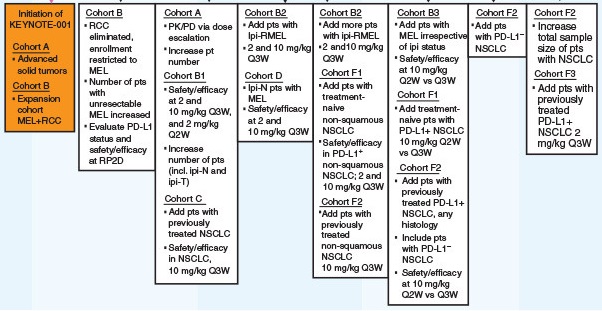 Initiation of
KEYNOTE-001
Cohort A
• Advanced
solid tumors
Cohort B
• Expansion
cohort
MEL+RCC
Cohort B
• RCC
eliminated,
enrollment
restricted to
MEL
• Number of pts
with
unresectable
MEL increased
• Evaluate PD-L1
status and
safety/efficacy
at RP2D
Cohort A
• PK/PD via dose
escalation
• Increase
pt number
Cohort B1
• Safety/efficacy
at 2 and
10 mg/kg Q3W,
and 2 mg/kg
Q2W
• Increase
number of pts
(incl. ipi-N and
ipi-T)
Cohort C
• Add pts with
previously
treated NSCLC
• Safety/efficacy
in NSCLC,
10 mg/kg Q3W
Cohort B2
• Add pts with
Ipi-RMEL
• 2 and 10 mg/kg
Q3W
Cohort D
• Ipi-N pts with
MEL
• Safety/efficacy
at 2 and
10 mg/kg Q3W
Cohort B2
• Add more pts
with ipi-RMEL
• 2 and10 mg/kg
Q3W
Cohort F1
• Add pts with
treatment-
naive
non-squamous
NSCLC
• Safety/efficacy
in PD-L1+
non-squamous
NSCLC; 2 and
10 mg/kg Q3W
Cohort F2
• Add pts with
previously
treated
non-squamous
NSCLC
10 mg/kg Q3W
Cohort B3
• Add pts with
MEL irrespective
of ipi status
• Safety/efficacy
at 10 mg/kg
Q2W vs Q3W
Cohort F1
• Add treatment-
naive pts with
PD-L1+ NSCLC
10 mg/kg Q2W
vs Q3W
Cohort F2
• Add pts with
previously
treated PD-L1+
NSCLC, any
histology
• Include pts
with PD-L1−
NSCLC
• Safety/efficacy
at 10 mg/kg
Q2W vs Q3W
Cohort F2
• Add pts
with PD-L1−
NSCLC
Cohort F2
• Increase
total sample
size of pts
with NSCLC
Cohort F3
• Add pts with
previously
treated
PD-L1+
NSCLC 2
mg/kg Q3W